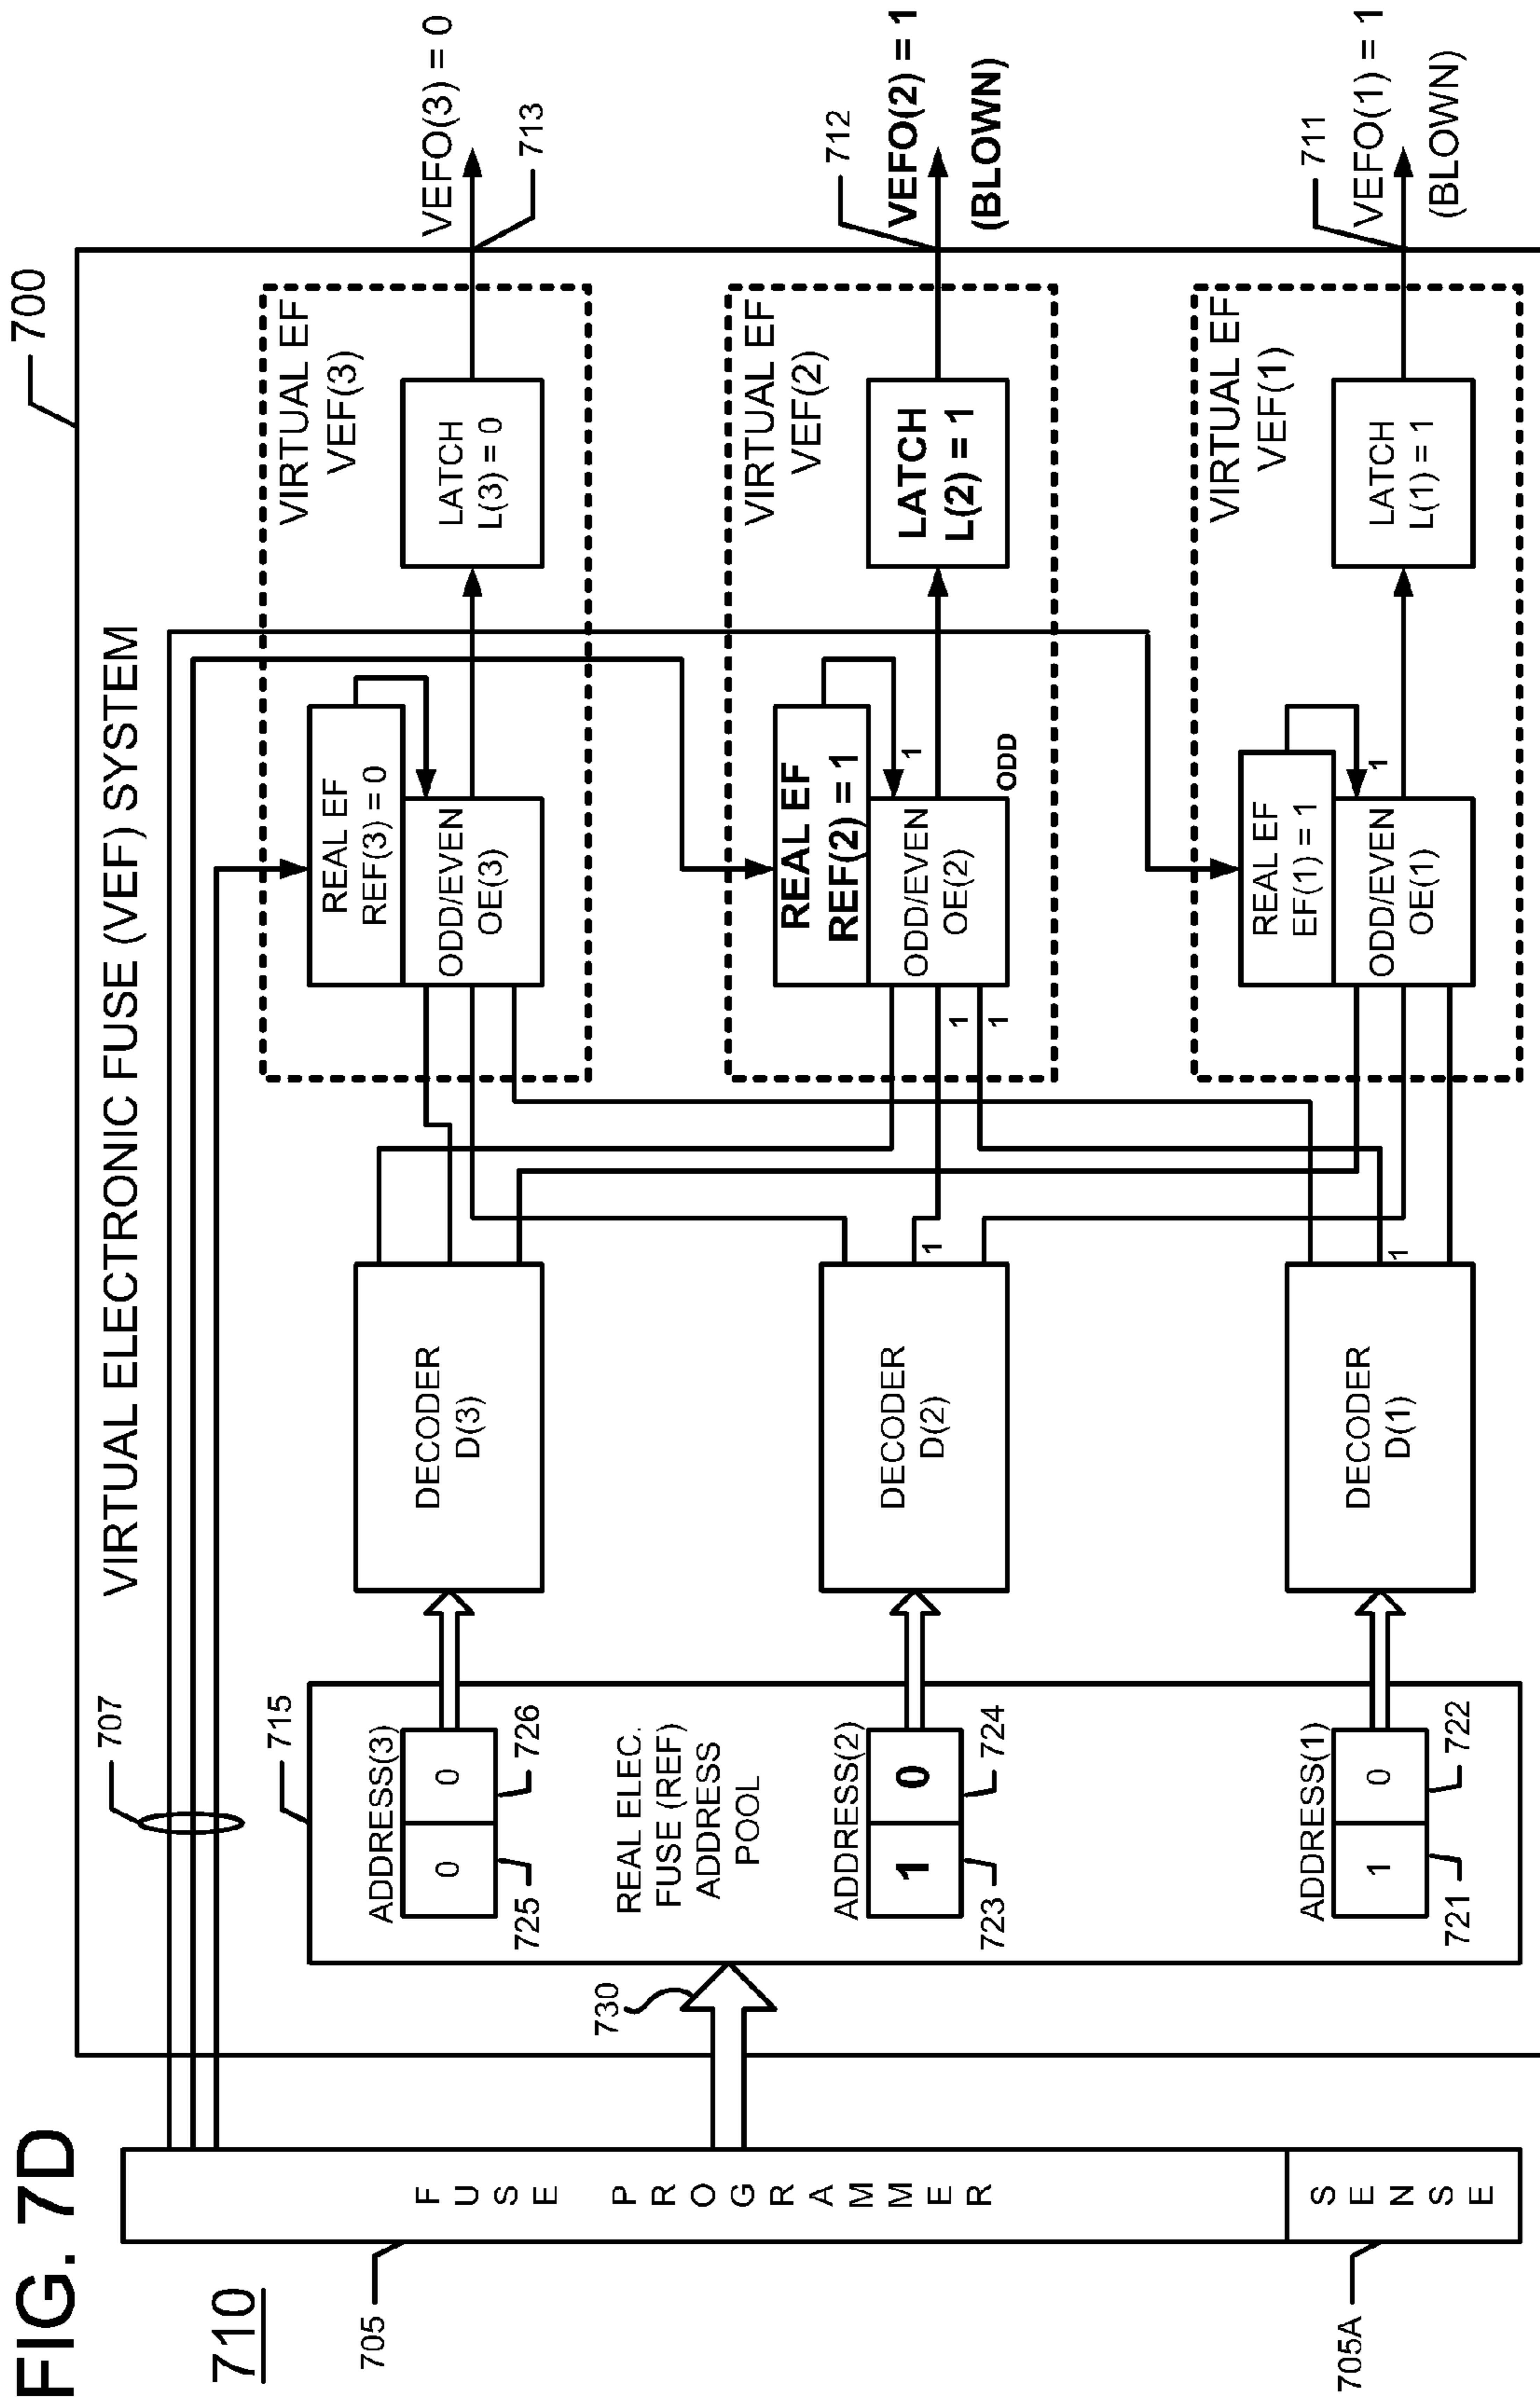 FIG. 7D
710
700
VIRTUAL ELECTRONIC FUSE (VEF) SYSTEM
705
FUSE PROGRAMMER
705A
SENSE
707
730
715
ADDRESS(3)
0 0
725
726
REAL ELEC.
FUSE (REF)
ADDRESS
POOL
ADDRESS(2)
1 0
723
724
ADDRESS(1)
1 0
721
722
DECODER
D(3)
DECODER
D(2)
1
DECODER
D(1)
1
VIRTUAL EF
VEF(3)
REAL EF
REF(3) = 0
ODD/EVEN
OE(3)
LATCH
L(3) = 0
VEFO(3) = 0
713
VIRTUAL EF
VEF(2)
REAL EF
REF(2) = 1
ODD/EVEN
OE(2)
1
1
1
ODD
LATCH
L(2) = 1
712
VEFO(2) = 1
(BLOWN)
VIRTUAL EF
VEF(1)
REAL EF
EF(1) = 1
ODD/EVEN
OE(1)
1
LATCH
L(1) = 1
711
VEFO(1) = 1
(BLOWN)